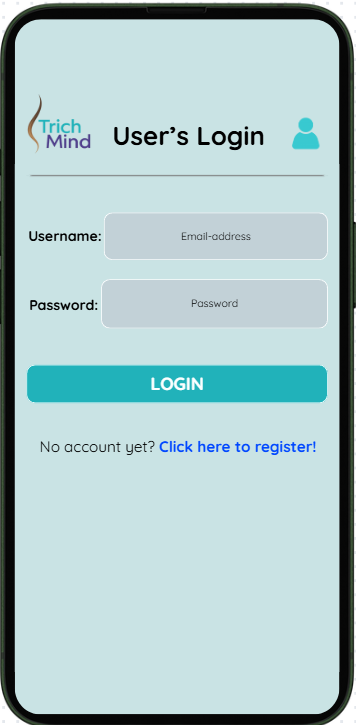 Trich
Mind
User's Login
Username:
Email-address
Password:
Password
LOGIN
No account yet? Click here to register!